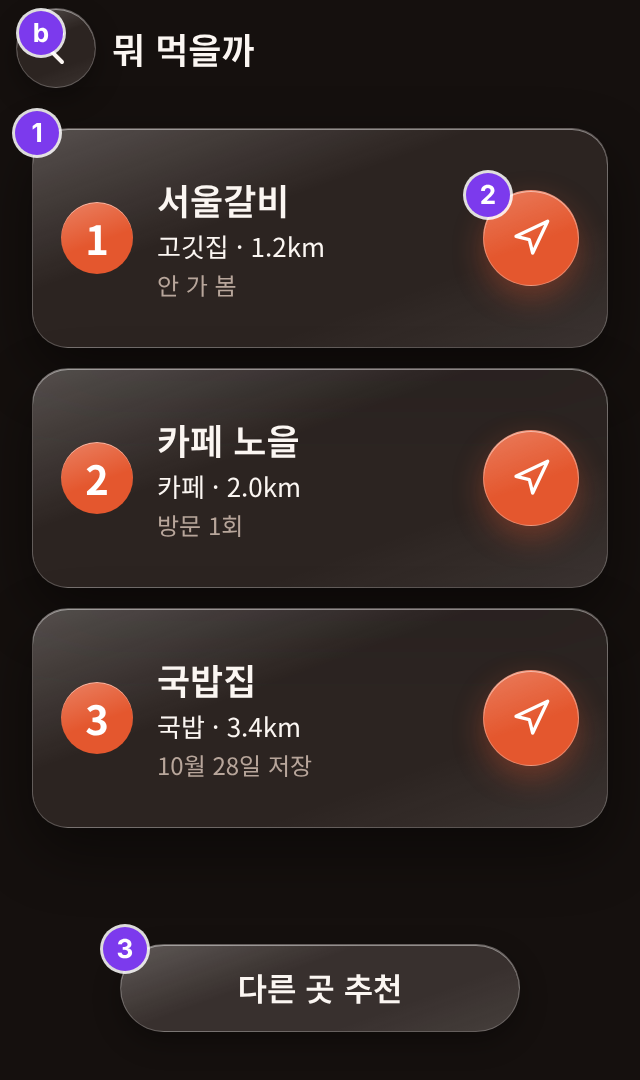 b
뭐 먹을까
1
1
서울갈비
고깃집 · 1.2km
안 가 봄
2
2
카페 노을
카페 · 2.0km
방문 1회
3
국밥집
국밥 · 3.4km
10월 28일 저장
3
다른 곳 추천